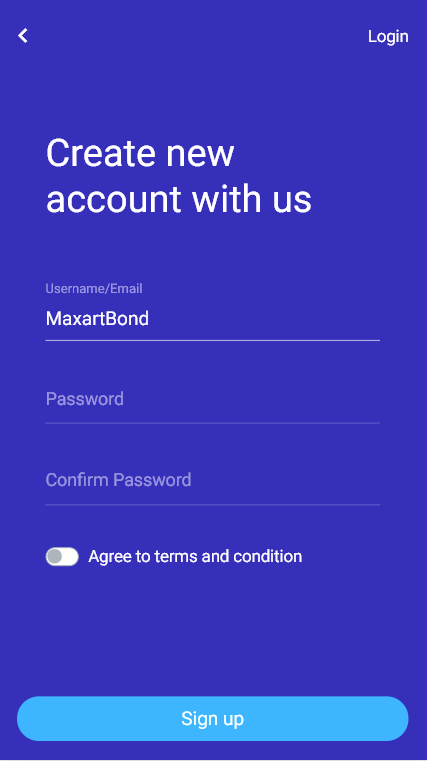 Login
Create new
account with us
Username/Email
MaxartBond
Password
Confirm Password
Agree to terms and condition
Sign up